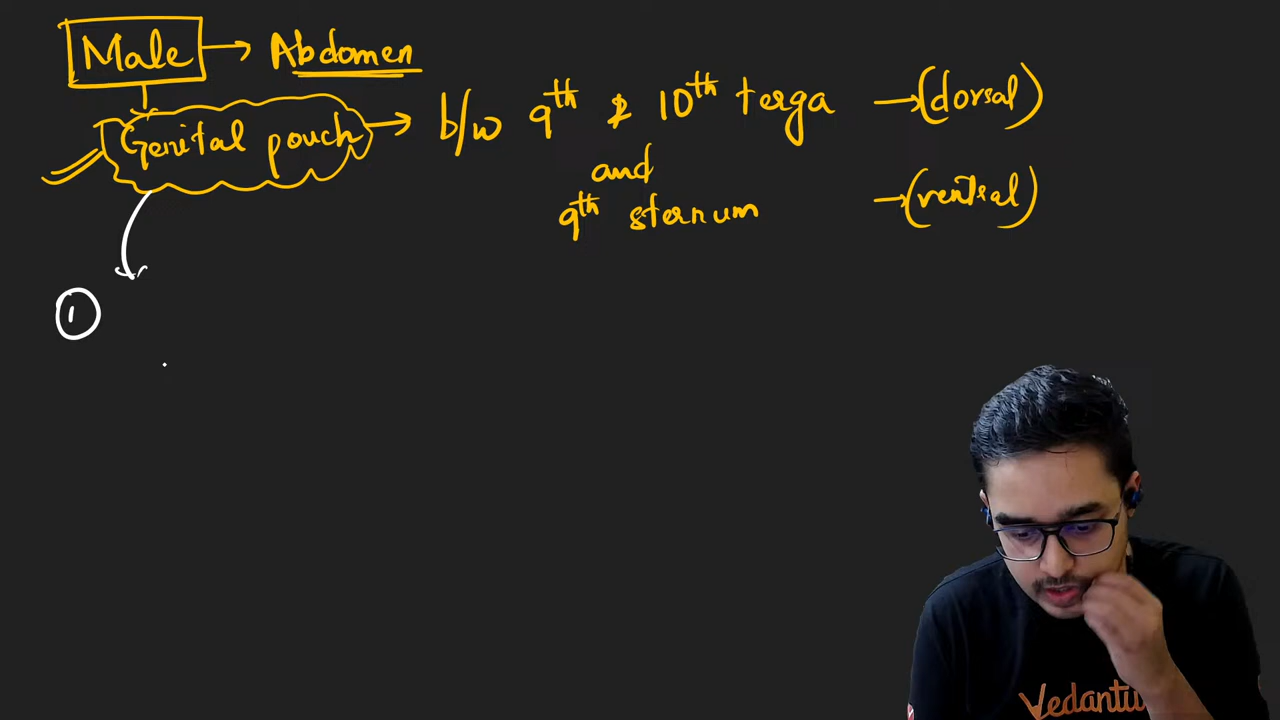 Male → Abdomen
Genital pouch → b/w 9th & 10th terga → (dorsal)
and
9th sternum → (ventral)
1
Vedantu